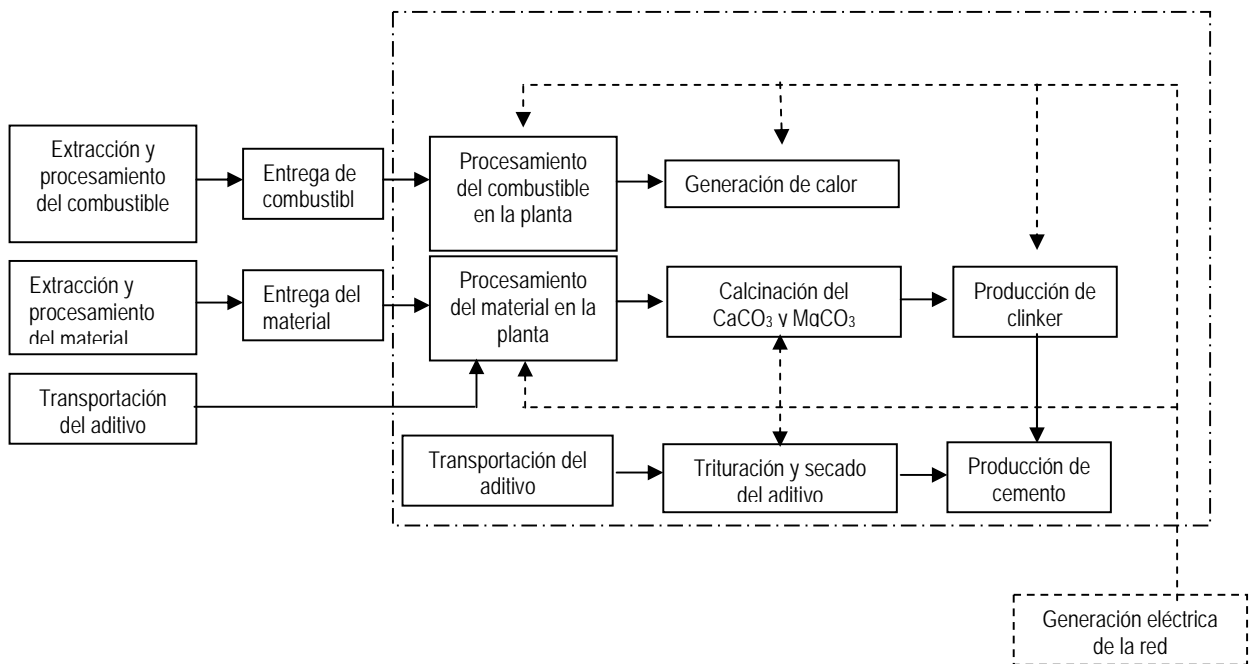 Extracción y
procesamiento
del combustible
Entrega de
combustibl
Procesamiento
del combustible
en la planta
Generación de calor
Extracción y
procesamiento
del material
Entrega del
material
Procesamiento
del material en la
planta
Calcinación del
CaCO₃ y MgCO₃
Producción de
clinker
Transportación del
aditivo
Transportación del
aditivo
Trituración y secado
del aditivo
Producción de
cemento
Generación eléctrica
de la red